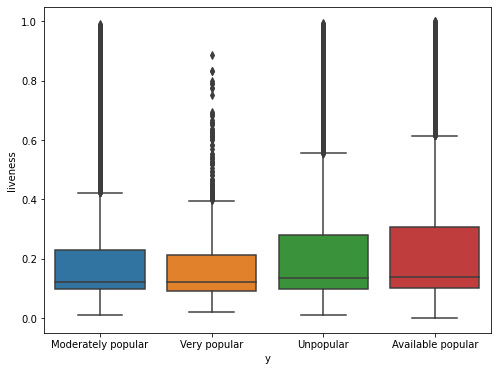 1.0
0.8
0.6
0.4
0.2
0.0
liveness
Moderately popular
Very popular
Unpopular
Available popular
y